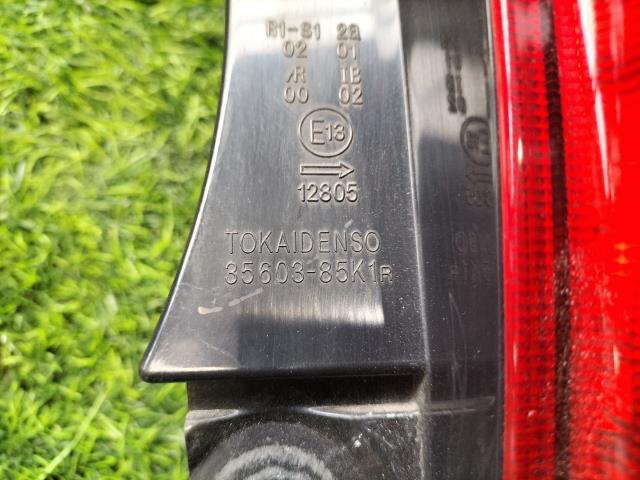 R1-S1 2a
02 01
AR IB
00 02
E13
12805
TOKAIDENSO
35603-85K1R